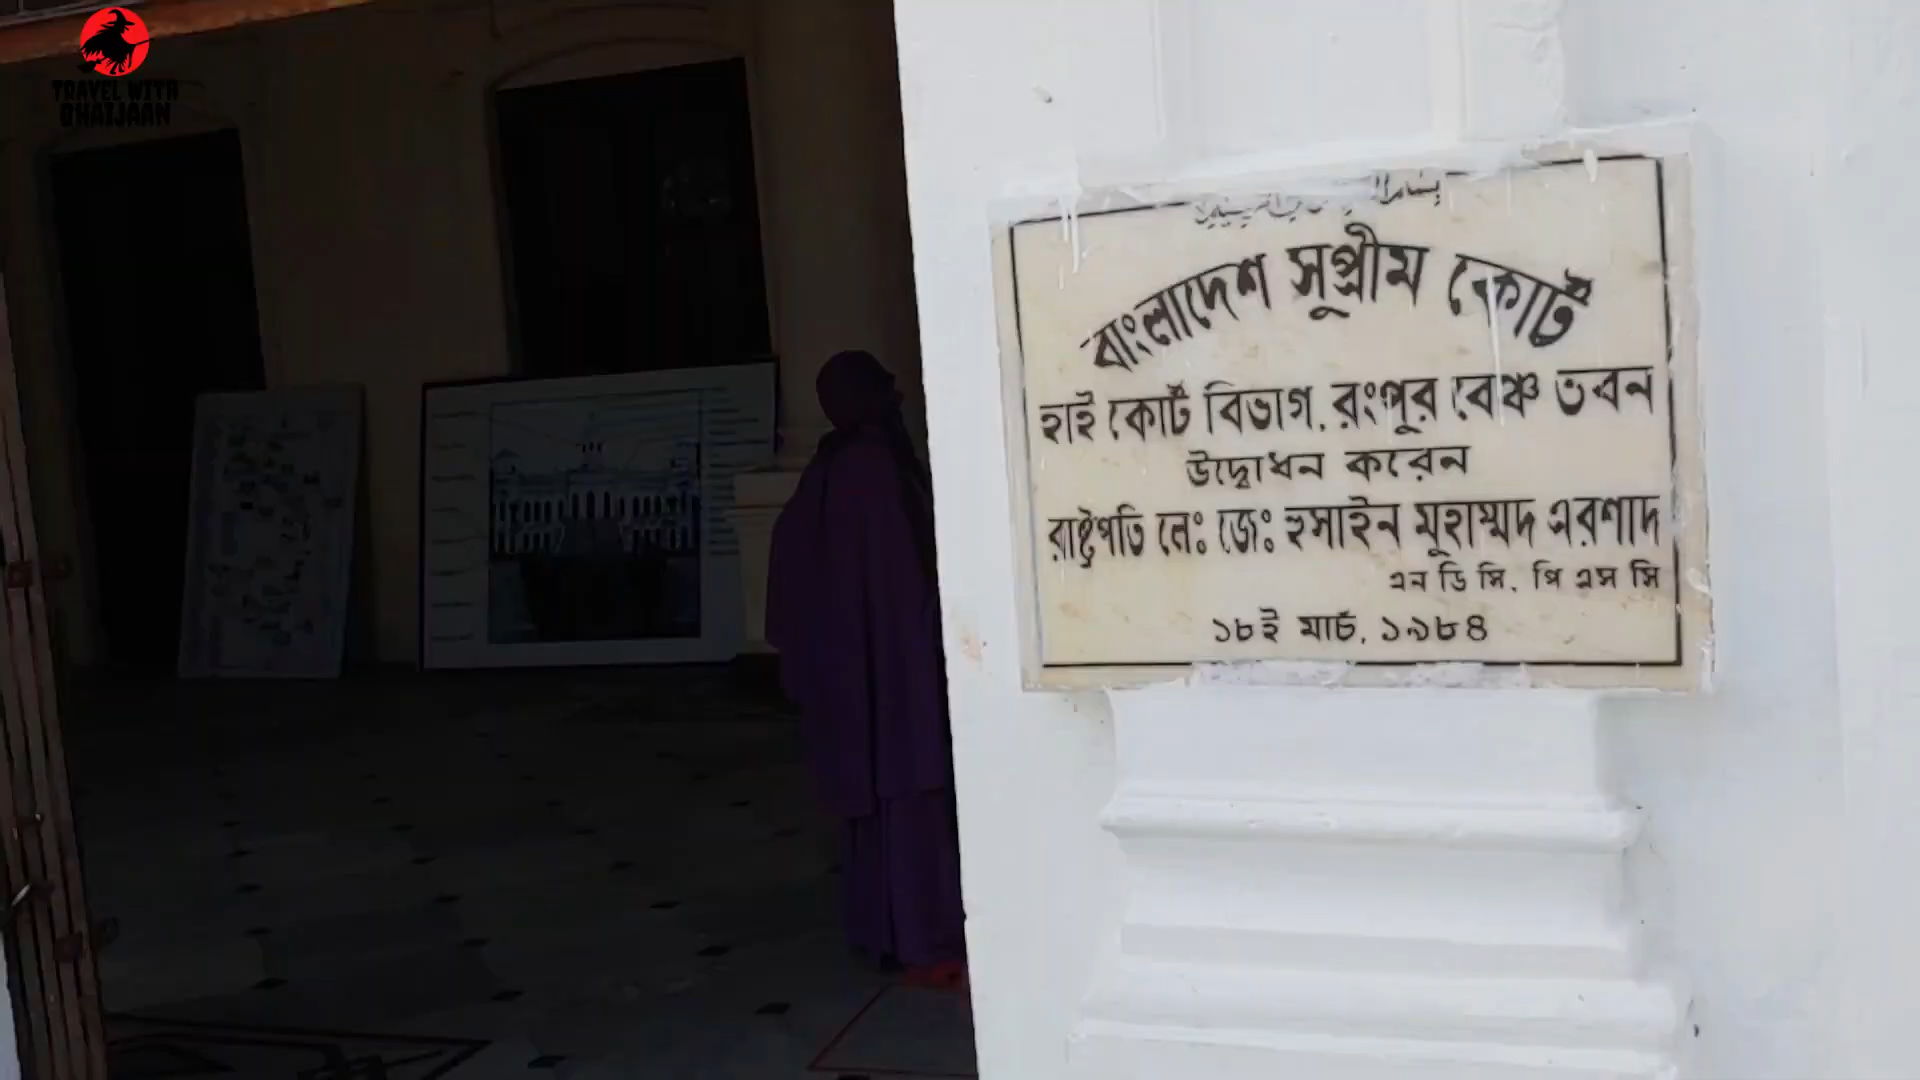 TRAVEL WITH
BHAIJAAN
বাংলাদেশ সুপ্রীম কোর্ট
হাই কোর্ট বিভাগ, রংপুর বেঞ্চ ভবন
উদ্বোধন করেন
রাষ্ট্রপতি লেঃ জেঃ হুসাইন মুহাম্মদ এরশাদ
এন ডি সি, পি এস সি
১৮ই মার্চ, ১৯৮৪